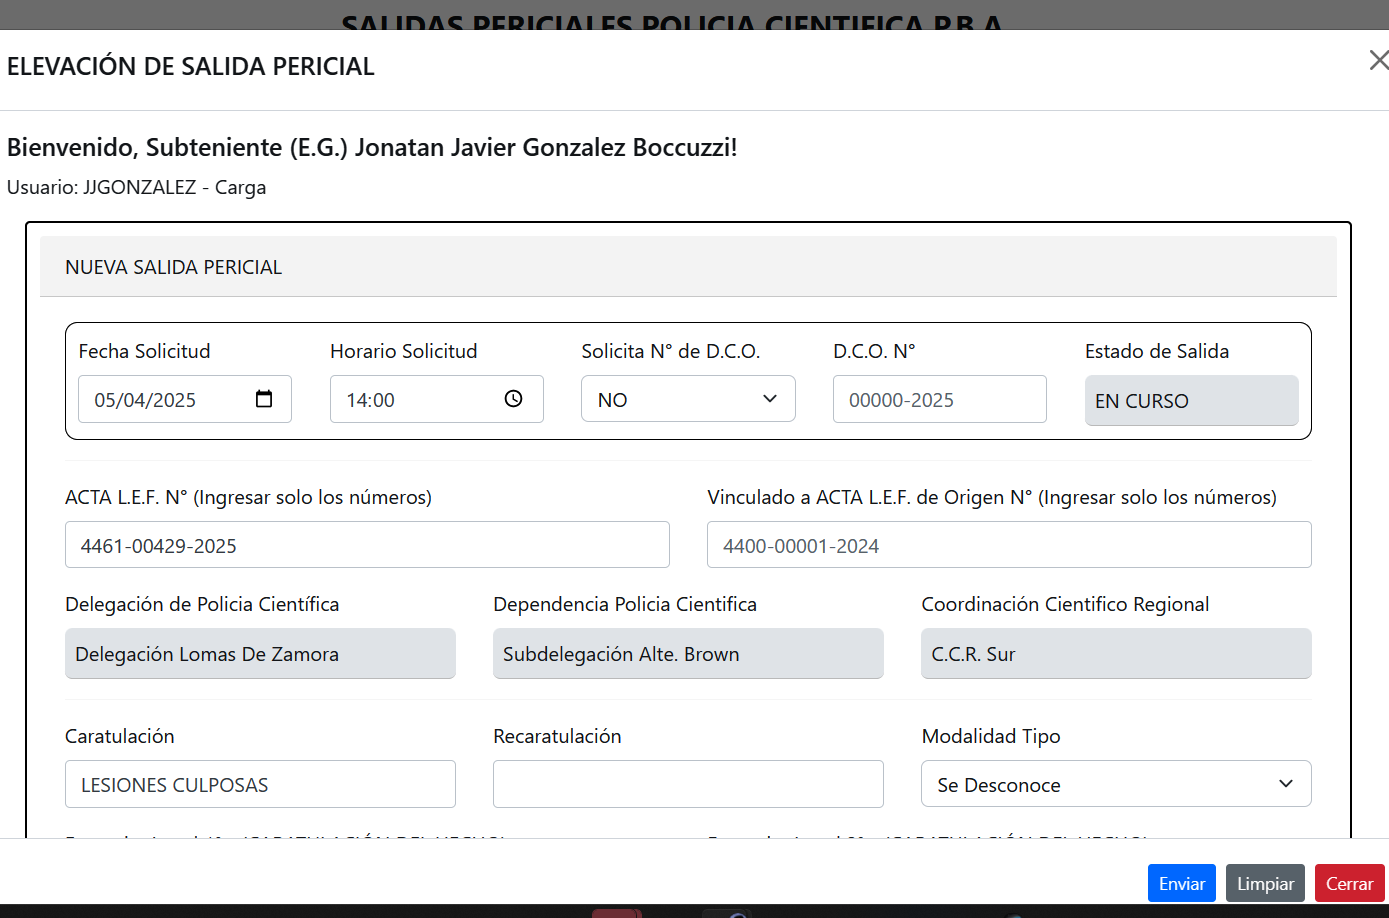 SALIDAS PERICIALES POLICIA CIENTIFICA P.B.A.
ELEVACIÓN DE SALIDA PERICIAL
Bienvenido, Subteniente (E.G.) Jonatan Javier Gonzalez Boccuzzi!
Usuario: JJGONZALEZ - Carga
NUEVA SALIDA PERICIAL
Fecha Solicitud Horario Solicitud Solicita N° de D.C.O. D.C.O. N° Estado de Salida
05/04/2025 14:00 NO 00000-2025 EN CURSO
ACTA L.E.F. N° (Ingresar solo los números) Vinculado a ACTA L.E.F. de Origen N° (Ingresar solo los números)
4461-00429-2025 4400-00001-2024
Delegación de Policia Científica Dependencia Policia Cientifica Coordinación Cientifico Regional
Delegación Lomas De Zamora Subdelegación Alte. Brown C.C.R. Sur
Caratulación Recaratulación Modalidad Tipo
LESIONES CULPOSAS Se Desconoce
Enviar Limpiar Cerrar